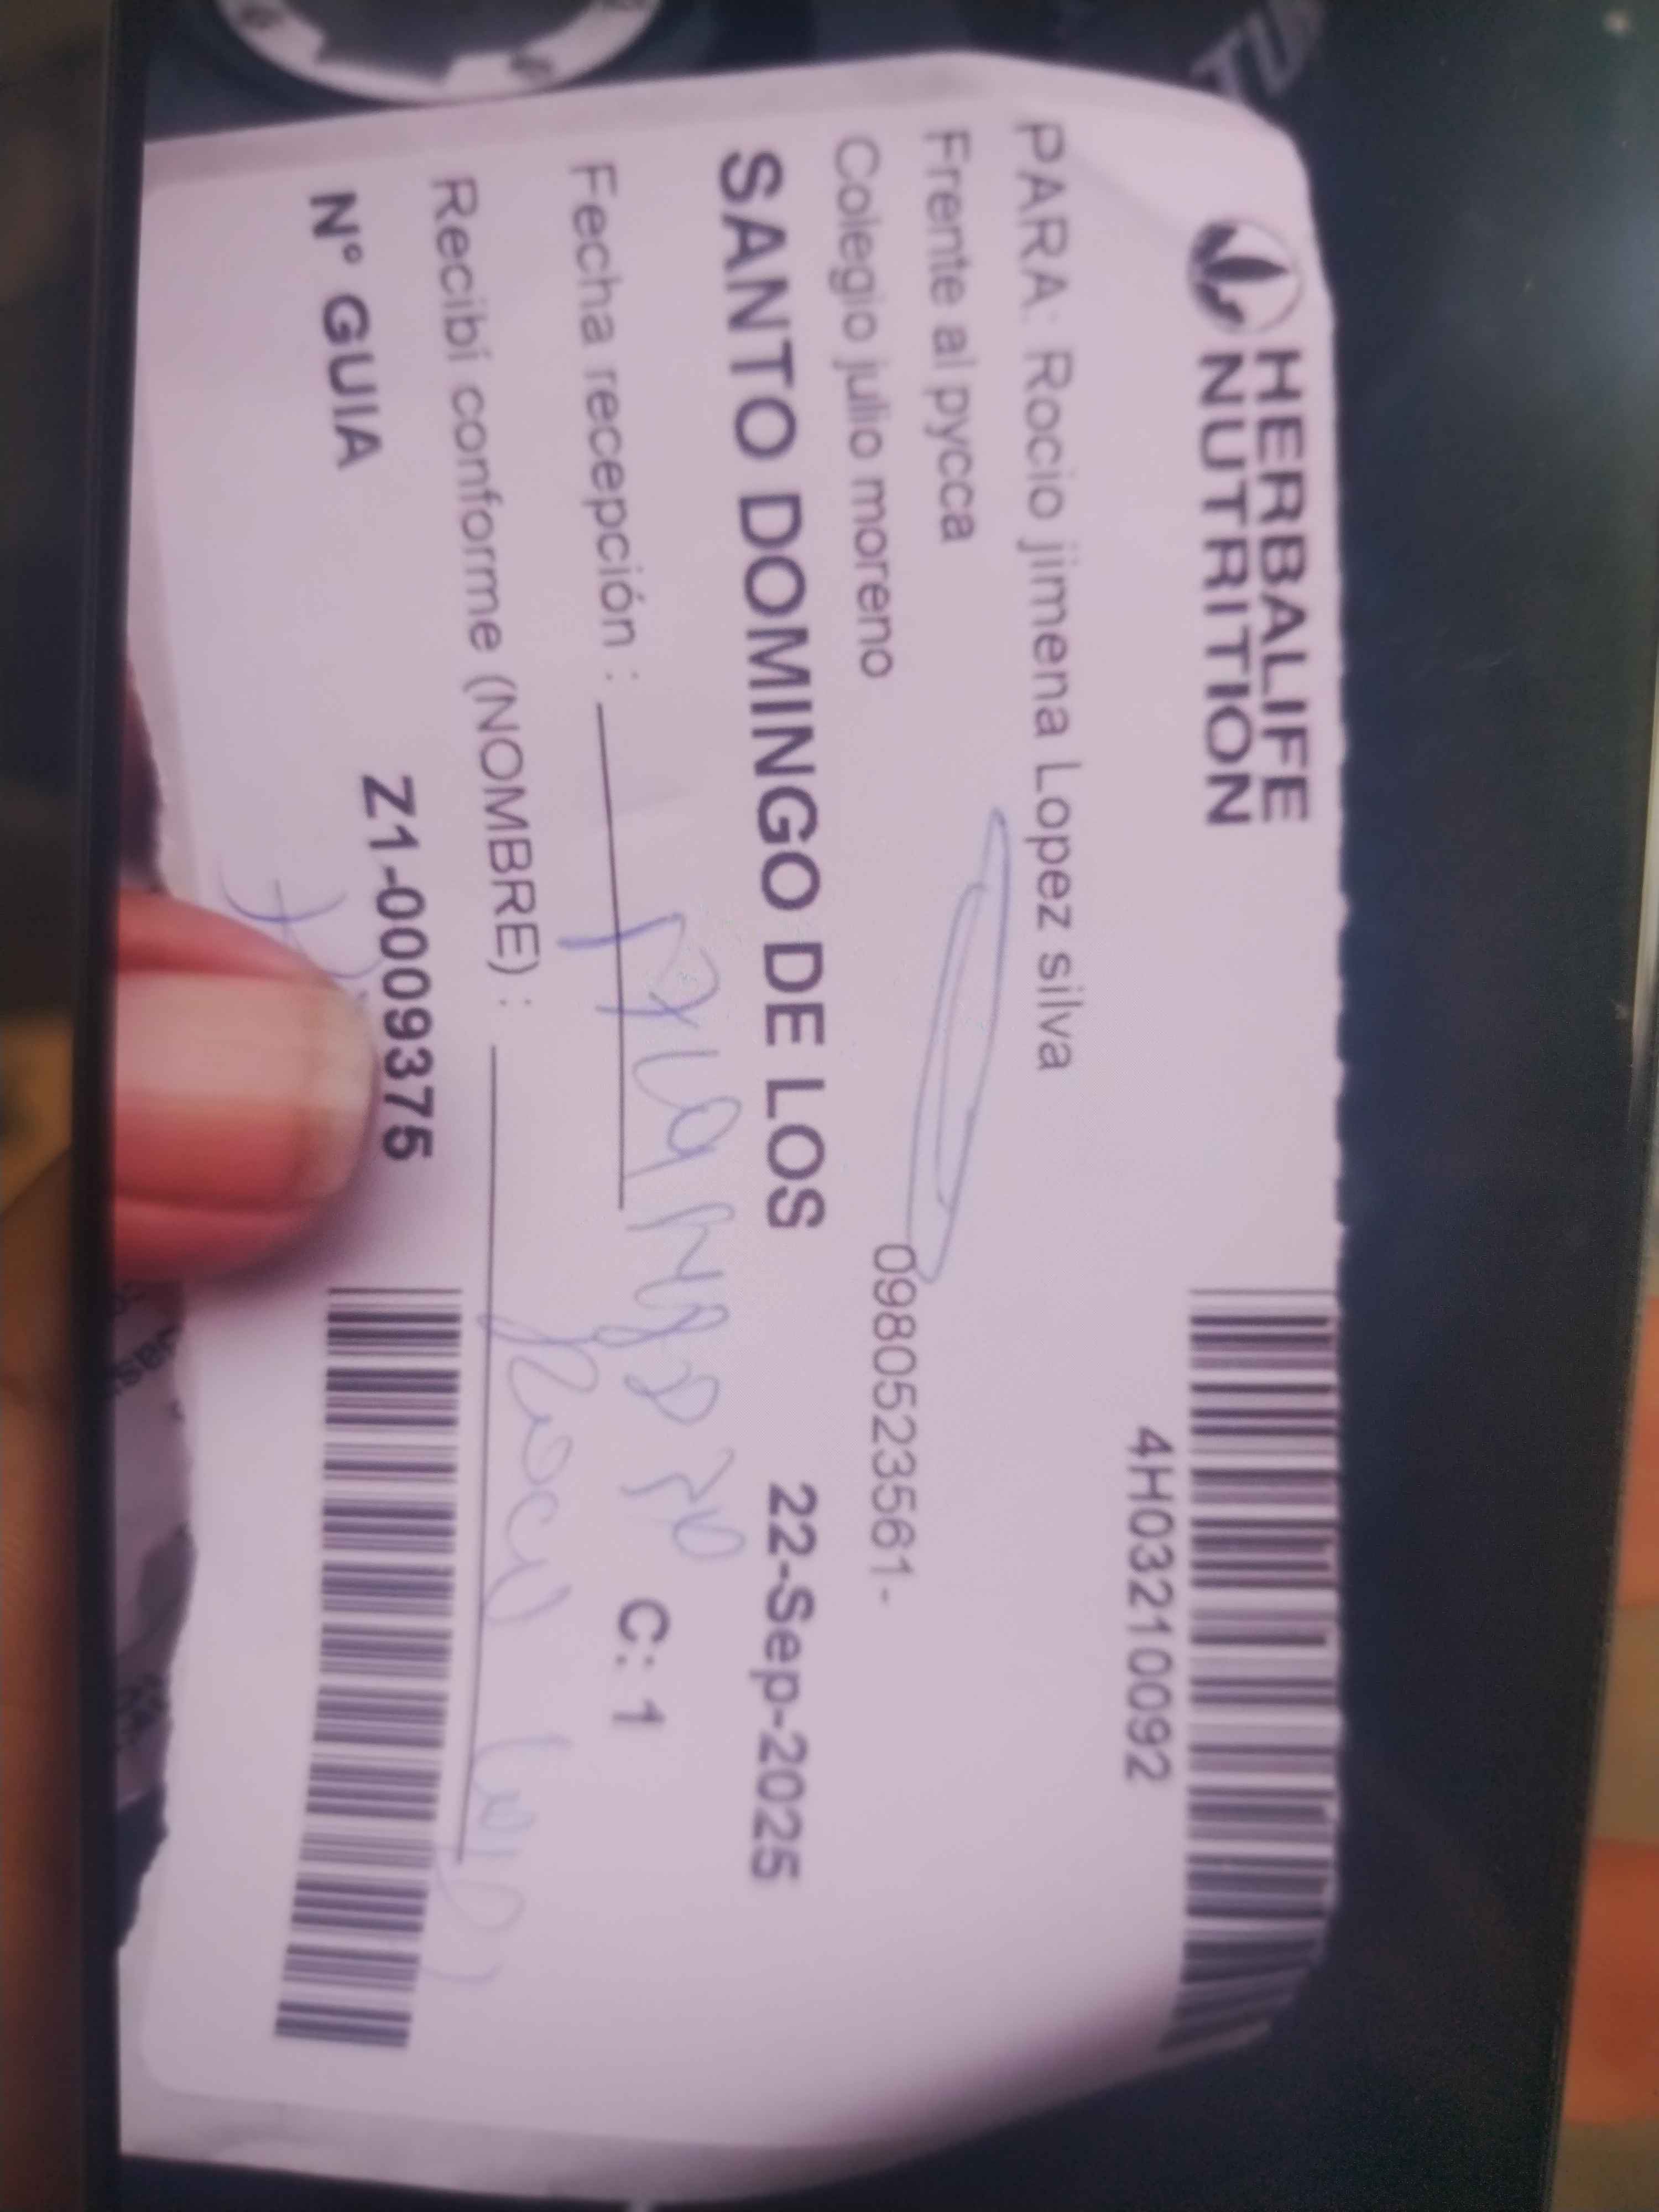 HERBALIFE
NUTRITION
4H03210092
PARA: Rocio jimena Lopez silva
Frente al pycca
Colegio julio moreno
0980523561-
SANTO DOMINGO DE LOS
22-Sep-2025
Fecha recepción :
C: 1
Recibí conforme (NOMBRE) :
N° GUIA
Z1-0009375